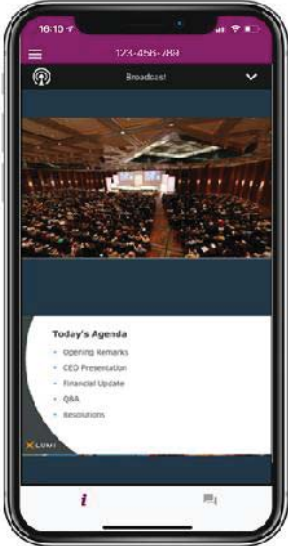 16:10
123-456-789
Broadcast
Today's Agenda
Opening Remarks
CEO Presentation
Financial Update
Q&A
Resolutions
LUMI
i